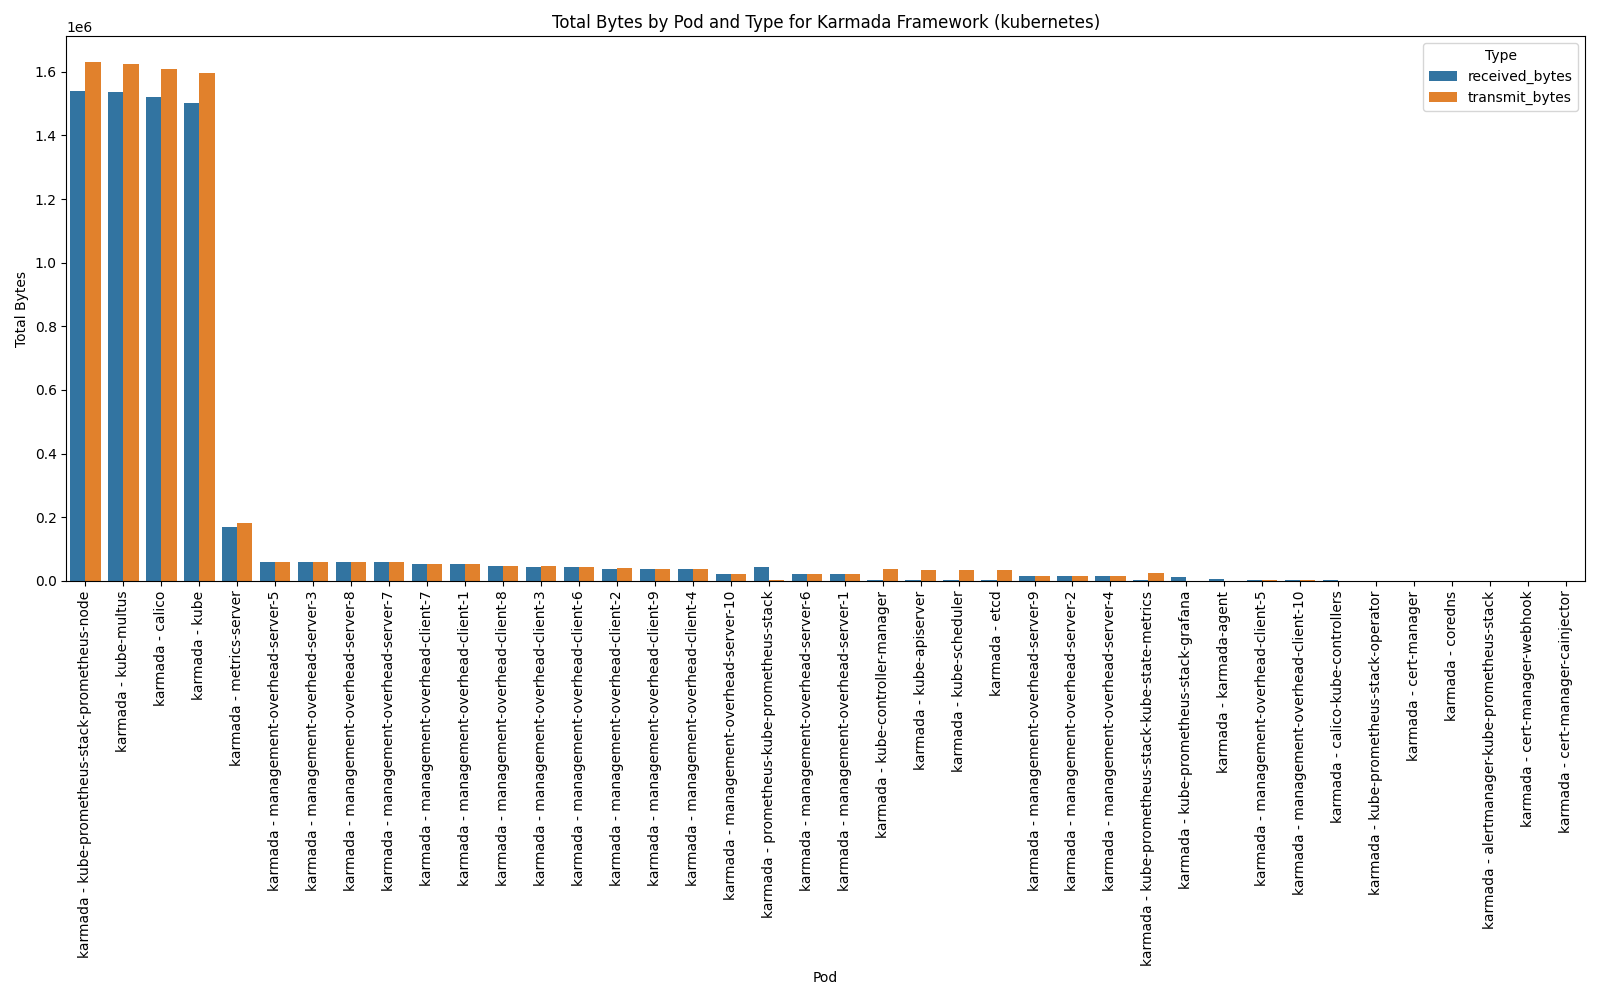 Total Bytes by Pod and Type for Karmada Framework (kubernetes)
1e6
Type
received_bytes
transmit_bytes
Total Bytes
1.6
1.4
1.2
1.0
0.8
0.6
0.4
0.2
0.0
karmada - kube-prometheus-stack-prometheus-node
karmada - kube-multus
karmada - calico
karmada - kube
karmada - metrics-server
karmada - management-overhead-server-5
karmada - management-overhead-server-3
karmada - management-overhead-server-8
karmada - management-overhead-server-7
karmada - management-overhead-client-7
karmada - management-overhead-client-1
karmada - management-overhead-client-8
karmada - management-overhead-client-3
karmada - management-overhead-client-6
karmada - management-overhead-client-2
karmada - management-overhead-client-9
karmada - management-overhead-client-4
karmada - management-overhead-server-10
karmada - prometheus-kube-prometheus-stack
karmada - management-overhead-server-6
karmada - management-overhead-server-1
karmada - kube-controller-manager
karmada - kube-apiserver
karmada - kube-scheduler
karmada - etcd
karmada - management-overhead-server-9
karmada - management-overhead-server-2
karmada - management-overhead-server-4
karmada - kube-prometheus-stack-kube-state-metrics
karmada - kube-prometheus-stack-grafana
karmada - karmada-agent
karmada - management-overhead-client-5
karmada - management-overhead-client-10
karmada - calico-kube-controllers
karmada - kube-prometheus-stack-operator
karmada - cert-manager
karmada - coredns
karmada - alertmanager-kube-prometheus-stack
karmada - cert-manager-webhook
karmada - cert-manager-cainjector
Pod